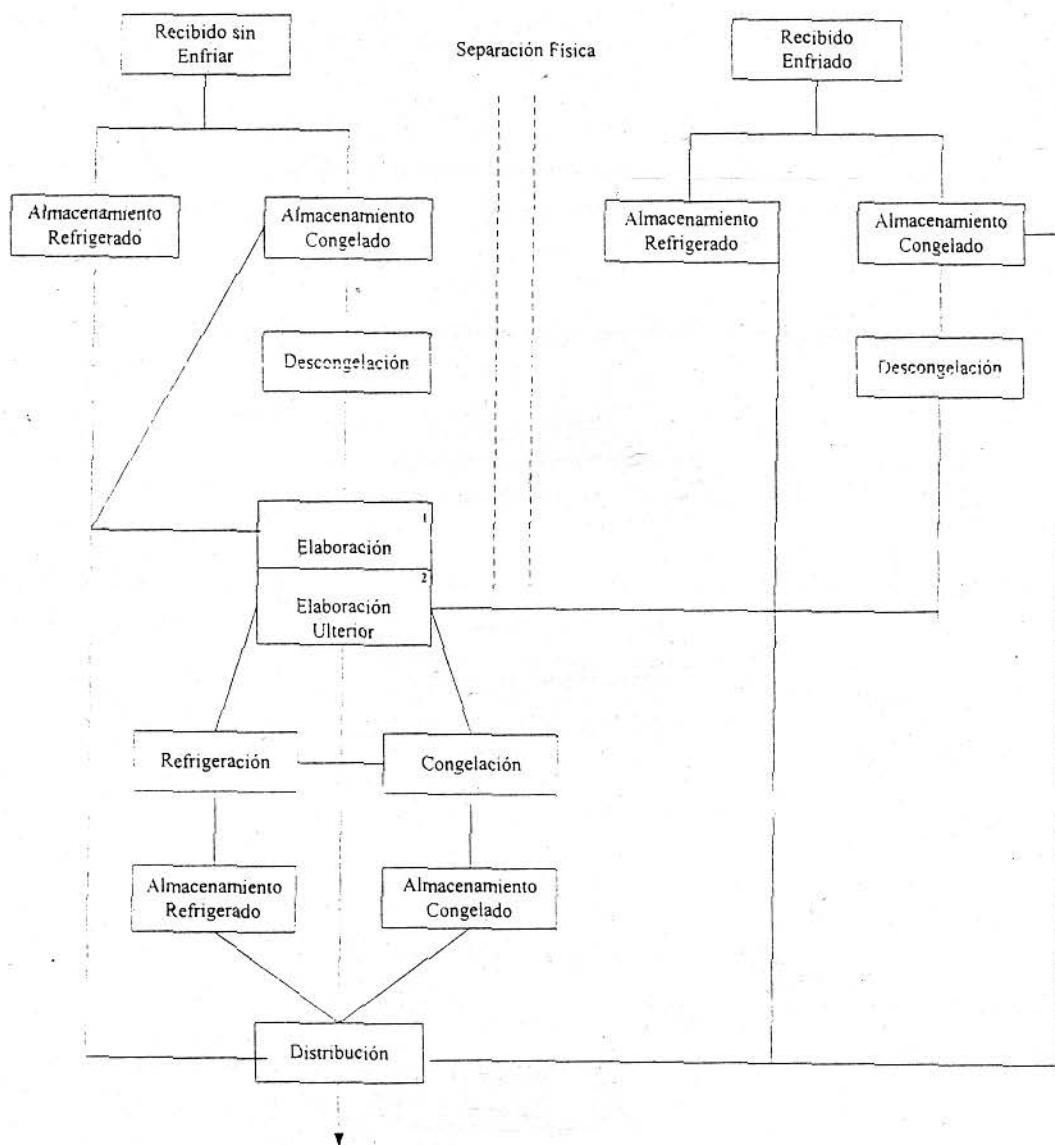 Recibido sin
Enfriar
Separación Física
Recibido
Enfriado
Almacenamiento
Refrigerado
Almacenamiento
Congelado
Almacenamiento
Refrigerado
Almacenamiento
Congelado
Descongelación
Descongelación
1
Elaboración
2
Elaboración
Ulterior
Refrigeración
Congelación
Almacenamiento
Refrigerado
Almacenamiento
Congelado
Distribución